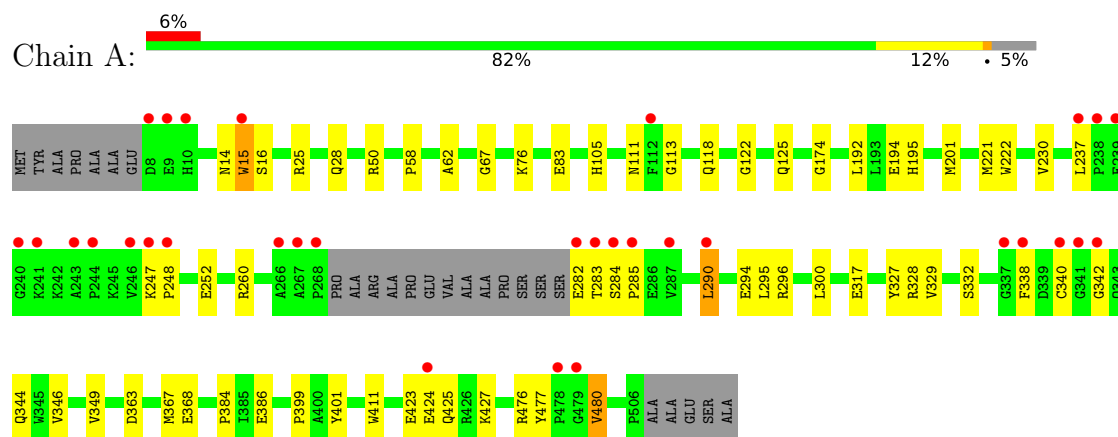 6%
Chain A:
82% 12% • 5%
MET TYR ALA PRO ALA ALA GLU D8 E9 H10 N14 W15 S16 R25 Q28 R50 P58 A62 G67 K76 E83 H105 N111 F112 G113 Q118 G122 Q125 G174 L192 L193 E194 H195 M201 M221 W222 V230 L237 P238 E239
G240 K241 K242 A243 P244 K245 V246 K247 P248 E252 R260 A266 A267 P268 PRO ALA ARG ALA PRO GLU VAL ALA ALA PRO SER SER SER E282 T283 S284 P285 E286 V287 L290 E294 L295 R296 L300 E317 Y327 R328 V329 S332 G337 F338 D339 C340 G341 G342 Q343
Q344 W345 V346 V349 D363 M367 E368 P384 I385 E386 P399 A400 Y401 W411 E423 E424 Q425 R426 K427 R476 Y477 P478 G479 V480 P506 ALA ALA GLU SER ALA